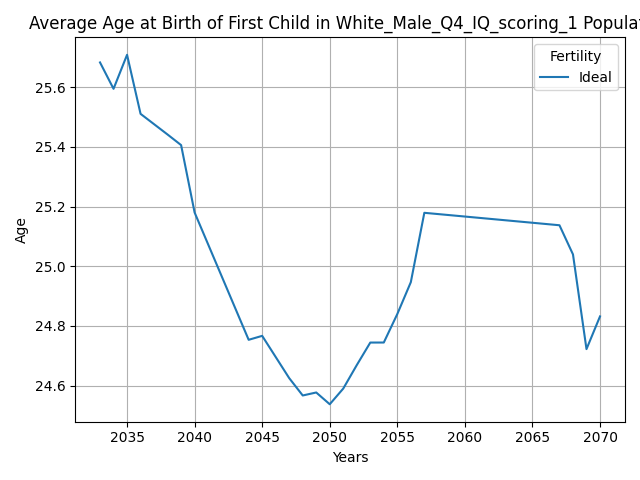 Average Age at Birth of First Child in White_Male_Q4_IQ_scoring_1 Populat
Fertility
Ideal
25.6
25.4
25.2
25.0
24.8
24.6
Age
2035 2040 2045 2050 2055 2060 2065 2070
Years